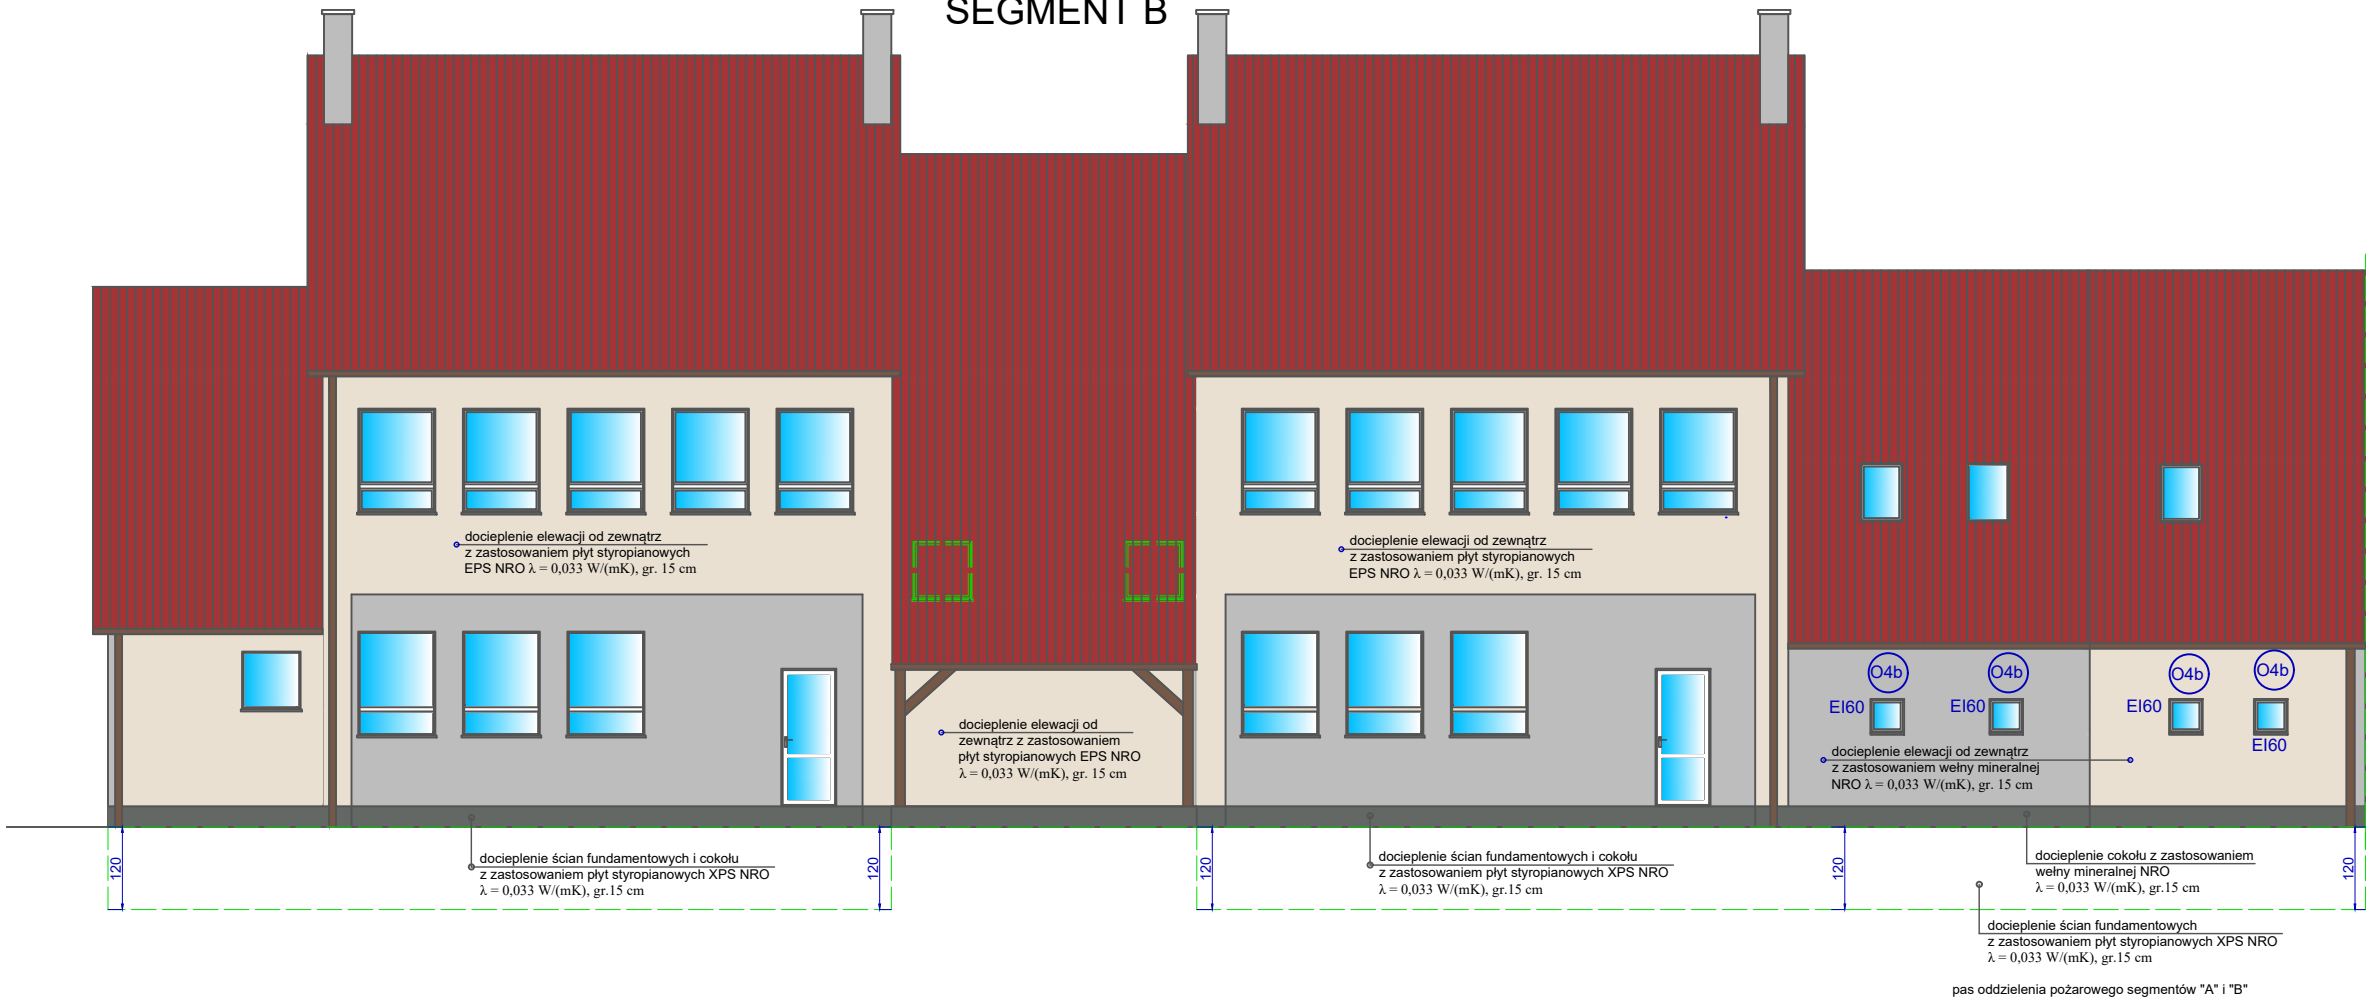 SEGMENT B
docieplenie elewacji od zewnątrz
z zastosowaniem płyt styropianowych
EPS NRO λ = 0,033 W/(mK), gr. 15 cm
docieplenie elewacji od zewnątrz
z zastosowaniem płyt styropianowych
EPS NRO λ = 0,033 W/(mK), gr. 15 cm
docieplenie elewacji od
zewnątrz z zastosowaniem
płyt styropianowych EPS NRO
λ = 0,033 W/(mK), gr. 15 cm
O4b
O4b
O4b
O4b
EI60
EI60
EI60
EI60
docieplenie elewacji od zewnątrz
z zastosowaniem wełny mineralnej
NRO λ = 0,033 W/(mK), gr. 15 cm
120
120
120
120
120
docieplenie ścian fundamentowych i cokołu
z zastosowaniem płyt styropianowych XPS NRO
λ = 0,033 W/(mK), gr.15 cm
docieplenie ścian fundamentowych i cokołu
z zastosowaniem płyt styropianowych XPS NRO
λ = 0,033 W/(mK), gr.15 cm
docieplenie cokołu z zastosowaniem
wełny mineralnej NRO
λ = 0,033 W/(mK), gr.15 cm
docieplenie ścian fundamentowych
z zastosowaniem płyt styropianowych XPS NRO
λ = 0,033 W/(mK), gr.15 cm
pas oddzielenia pożarowego segmentów "A" i "B"